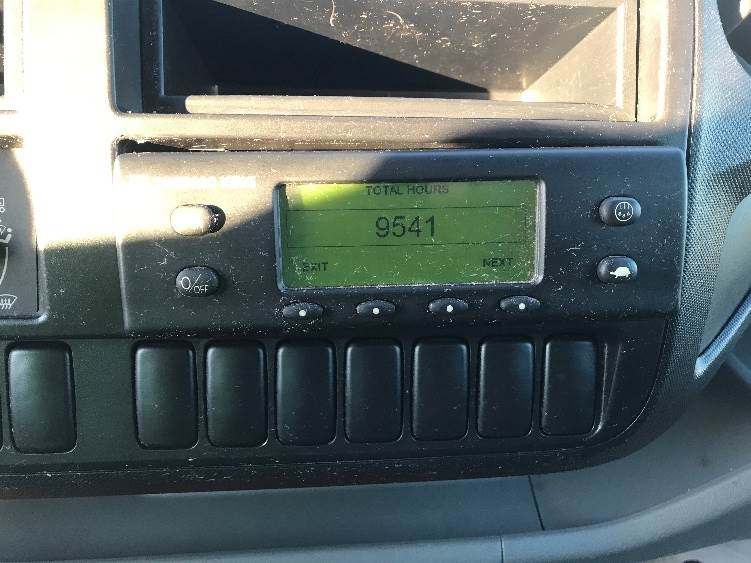 TOTAL HOURS
9541
EXIT
NEXT
O/OFF